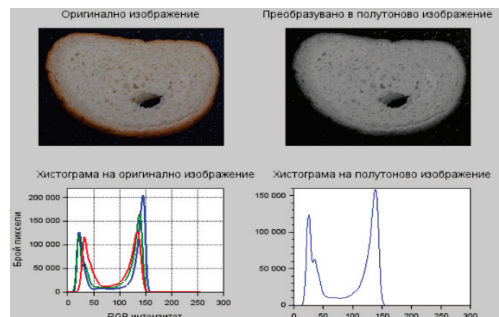 Оригинално изображение
Преобразувано в полутоново изображение
Хистограма на оригинално изображение
Хистограма на полутоново изображение
Брой пиксели
200 000
150 000
100 000
50 000
0
0 50 100 150 200 250 300
RGB интензитет
150 000
100 000
50 000
0
0 50 100 150 200 250 300